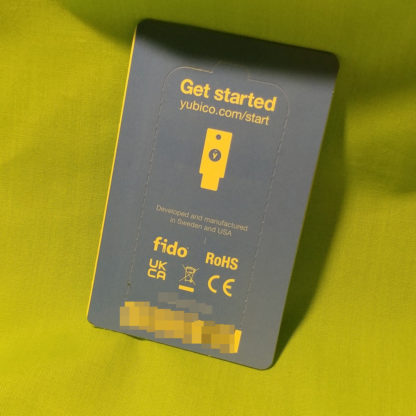 Get started
yubico.com/start
y
Developed and manufactured
in Sweden and USA
fido
RoHS
UK
CA
CE